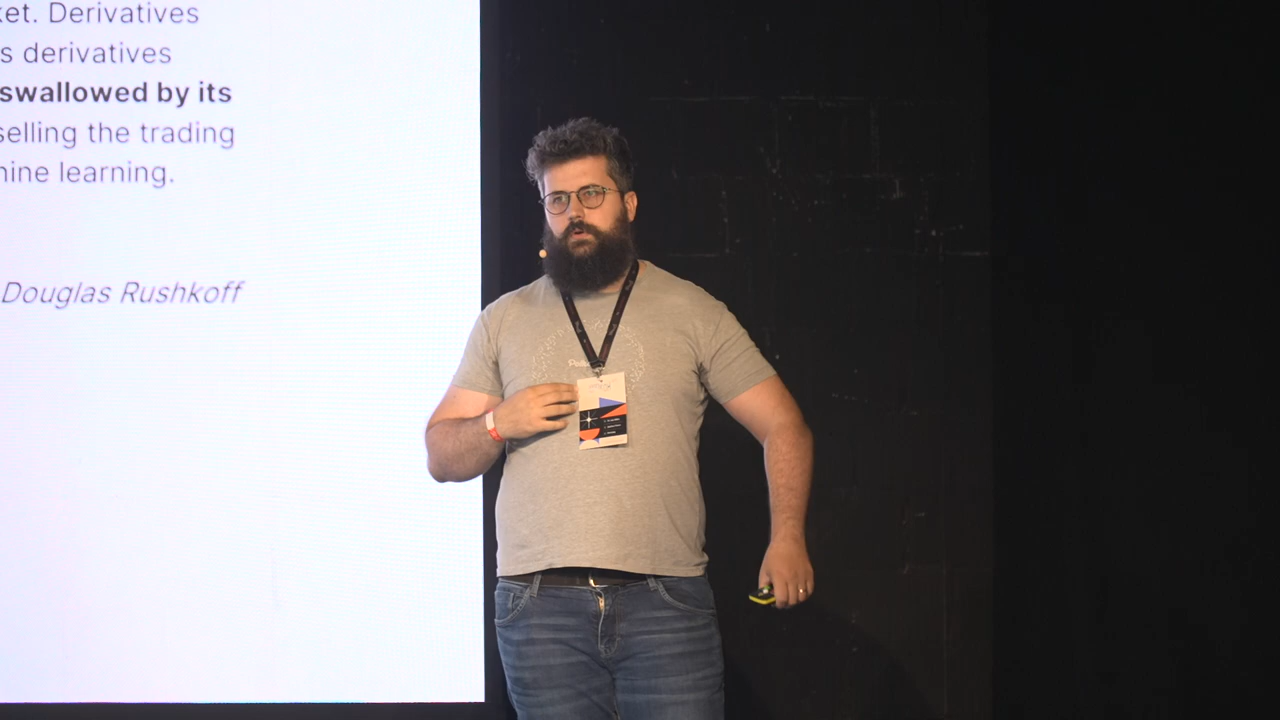 ket. Derivatives
s derivatives
swallowed by its
selling the trading
hine learning.
Douglas Rushkoff